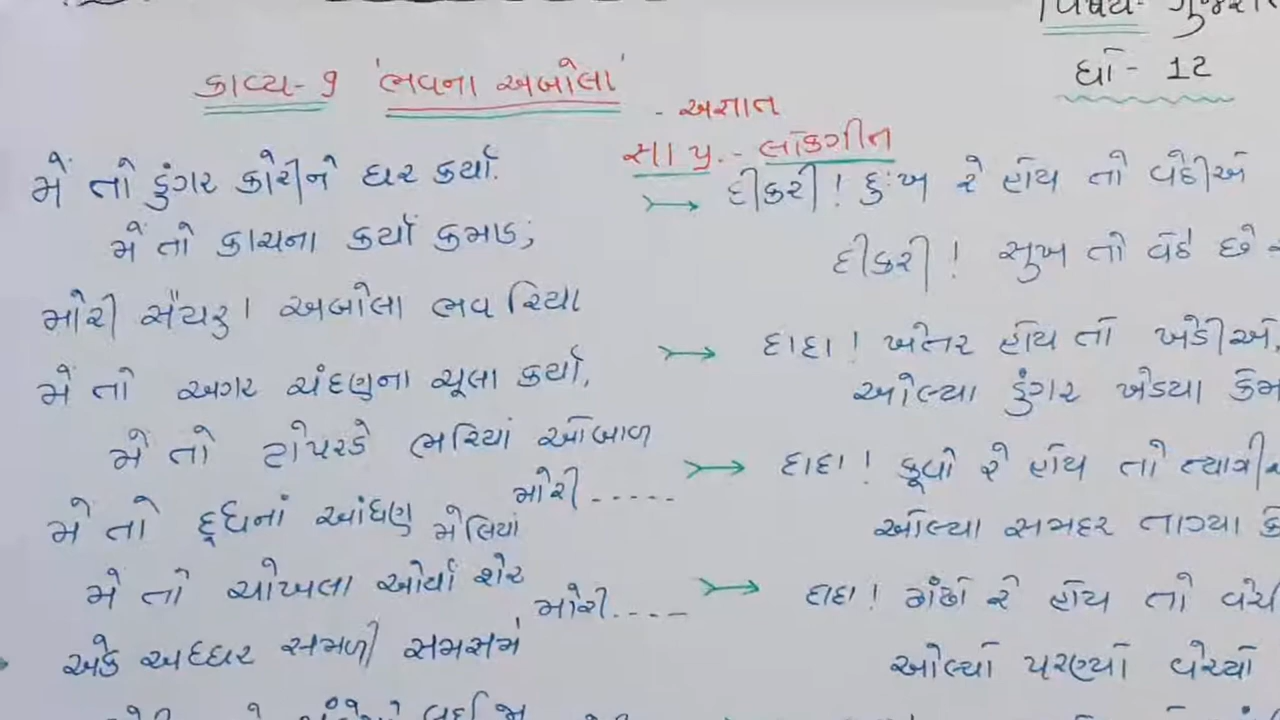 વિષય- ગુજરા
ધો - 12
કાવ્ય- ૧ 'ભવના અબોલા'
- અજ્ઞાત
સા પ્ર. - લોકગીત
મેં તો ડુંગર કોરીને ઘર કર્યાં.
મેં તો કાચના કર્યાં કમાડ;
મોરી સૈયરું! અબોલા ભવ રિયા
મેં તો અગર ચંદણના ચૂલા કર્યા,
મેં તો ટોપરડે ભરિયાં ઓબાળ
મોરી.....
મેં તો દૂધનાં આંધણ મેલિયાં
મેં તો ચોખલા ઓર્યા શેર
મોરી....
એક અધ્ધર સમળી સમસમે
દીકરી! દુઃખ રે હોય તો વેઠીએ
દીકરી! સુખ તો વેઠે છે
દાદા! ખેતર હોય તો ખેડીએ,
ઓલ્યા ડુંગર ખેડયા કેમ
દાદા! કૂવો રે હોય તો
ઓલ્યા સમદર તાગ્યા કે
દાદા! ગંઠો રે હોય તો વેચી
ઓલ્યો પરણ્યો વેચ્યો